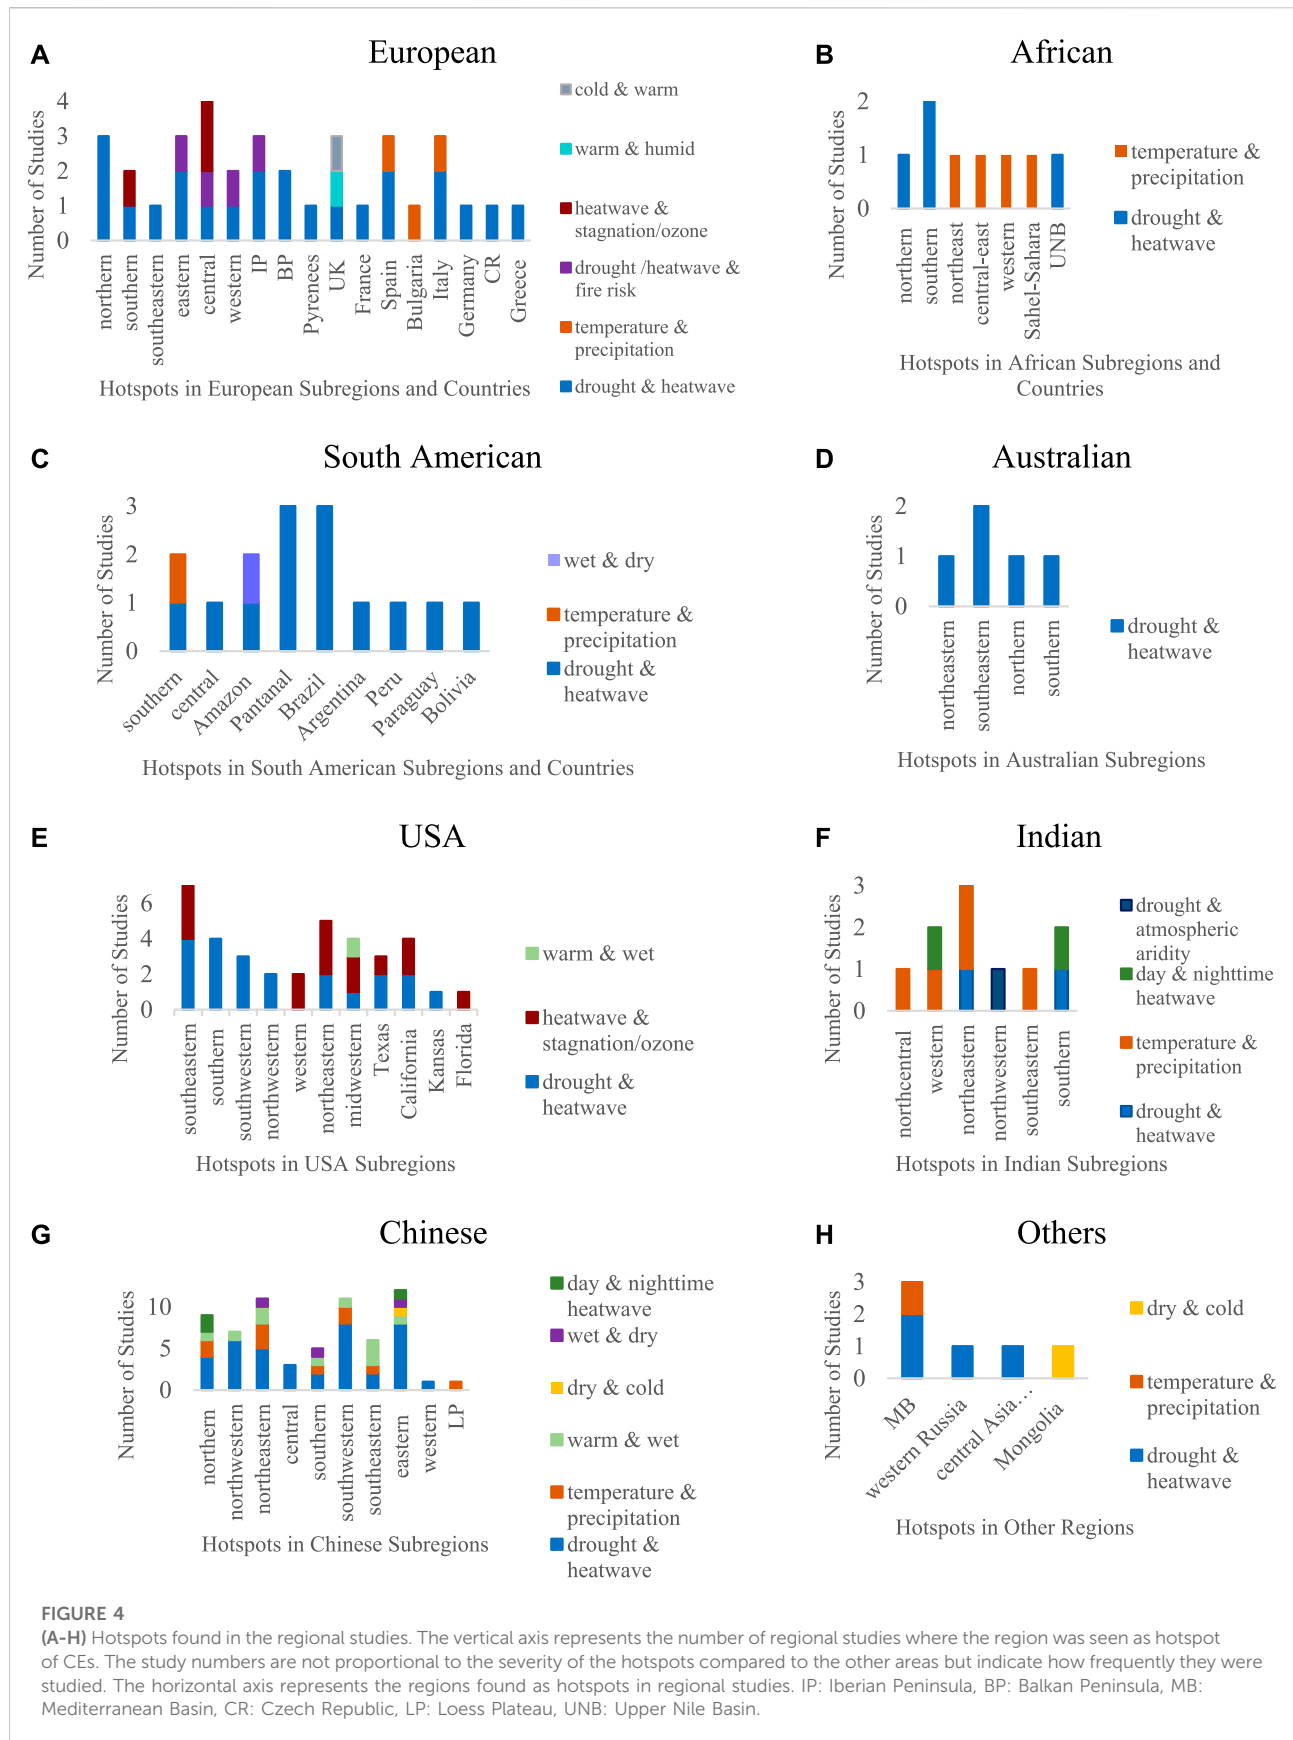 A
European
Number of Studies
4
3
2
1
0
northern
southern
southeastern
eastern
central
western
IP
BP
Pyrenees
UK
France
Spain
Bulgaria
Italy
Germany
CR
Greece
Hotspots in European Subregions and Countries
cold & warm
warm & humid
heatwave &
stagnation/ozone
drought /heatwave &
fire risk
temperature &
precipitation
drought & heatwave
B
African
Number of Studies
2
1
0
northern
southern
northeast
central-east
western
Sahel-Sahara
UNB
Hotspots in African Subregions and
Countries
temperature &
precipitation
drought &
heatwave
C
South American
Number of Studies
3
2
1
0
southern
central
Amazon
Pantanal
Brazil
Argentina
Peru
Paraguay
Bolivia
Hotspots in South American Subregions and Countries
wet & dry
temperature &
precipitation
drought &
heatwave
D
Australian
Number of Studies
2
1
0
northeastern
southeastern
northern
southern
Hotspots in Australian Subregions
drought &
heatwave
E
USA
Number of Studies
6
4
2
0
southeastern
southern
southwestern
northwestern
western
northeastern
midwestern
Texas
California
Kansas
Florida
Hotspots in USA Subregions
warm & wet
heatwave &
stagnation/ozone
drought &
heatwave
F
Indian
Number of Studies
3
2
1
0
northcentral
western
northeastern
northwestern
southeastern
southern
Hotspots in Indian Subregions
drought &
atmospheric
aridity
day & nighttime
heatwave
temperature &
precipitation
drought &
heatwave
G
Chinese
Number of Studies
10
5
0
northern
northwestern
northeastern
central
southern
southwestern
southeastern
eastern
western
LP
Hotspots in Chinese Subregions
day & nighttime
heatwave
wet & dry
dry & cold
warm & wet
temperature &
precipitation
drought &
heatwave
H
Others
Number of Studies
3
2
1
0
MB
western Russia
central Asia…
Mongolia
Hotspots in Other Regions
dry & cold
temperature &
precipitation
drought &
heatwave
FIGURE 4
(A-H) Hotspots found in the regional studies. The vertical axis represents the number of regional studies where the region was seen as hotspot
of CEs. The study numbers are not proportional to the severity of the hotspots compared to the other areas but indicate how frequently they were
studied. The horizontal axis represents the regions found as hotspots in regional studies. IP: Iberian Peninsula, BP: Balkan Peninsula, MB:
Mediterranean Basin, CR: Czech Republic, LP: Loess Plateau, UNB: Upper Nile Basin.